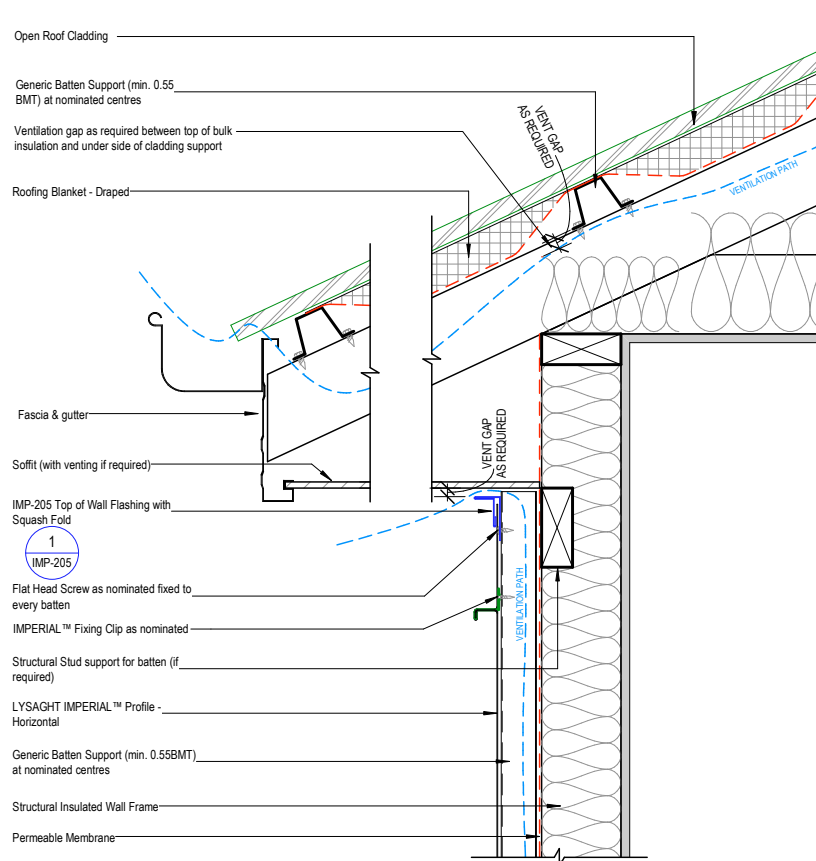 Open Roof Cladding
Generic Batten Support (min. 0.55
BMT) at nominated centres
Ventilation gap as required between top of bulk
insulation and under side of cladding support
VENT GAP
AS REQUIRED
VENTILATION PATH
Roofing Blanket - Draped
Fascia & gutter
Soffit (with venting if required)
VENT GAP
AS REQUIRED
IMP-205 Top of Wall Flashing with
Squash Fold
1
IMP-205
Flat Head Screw as nominated fixed to
every batten
VENTILATION PATH
IMPERIAL™ Fixing Clip as nominated
Structural Stud support for batten (if
required)
LYSAGHT IMPERIAL™ Profile -
Horizontal
Generic Batten Support (min. 0.55BMT)
at nominated centres
Structural Insulated Wall Frame
Permeable Membrane